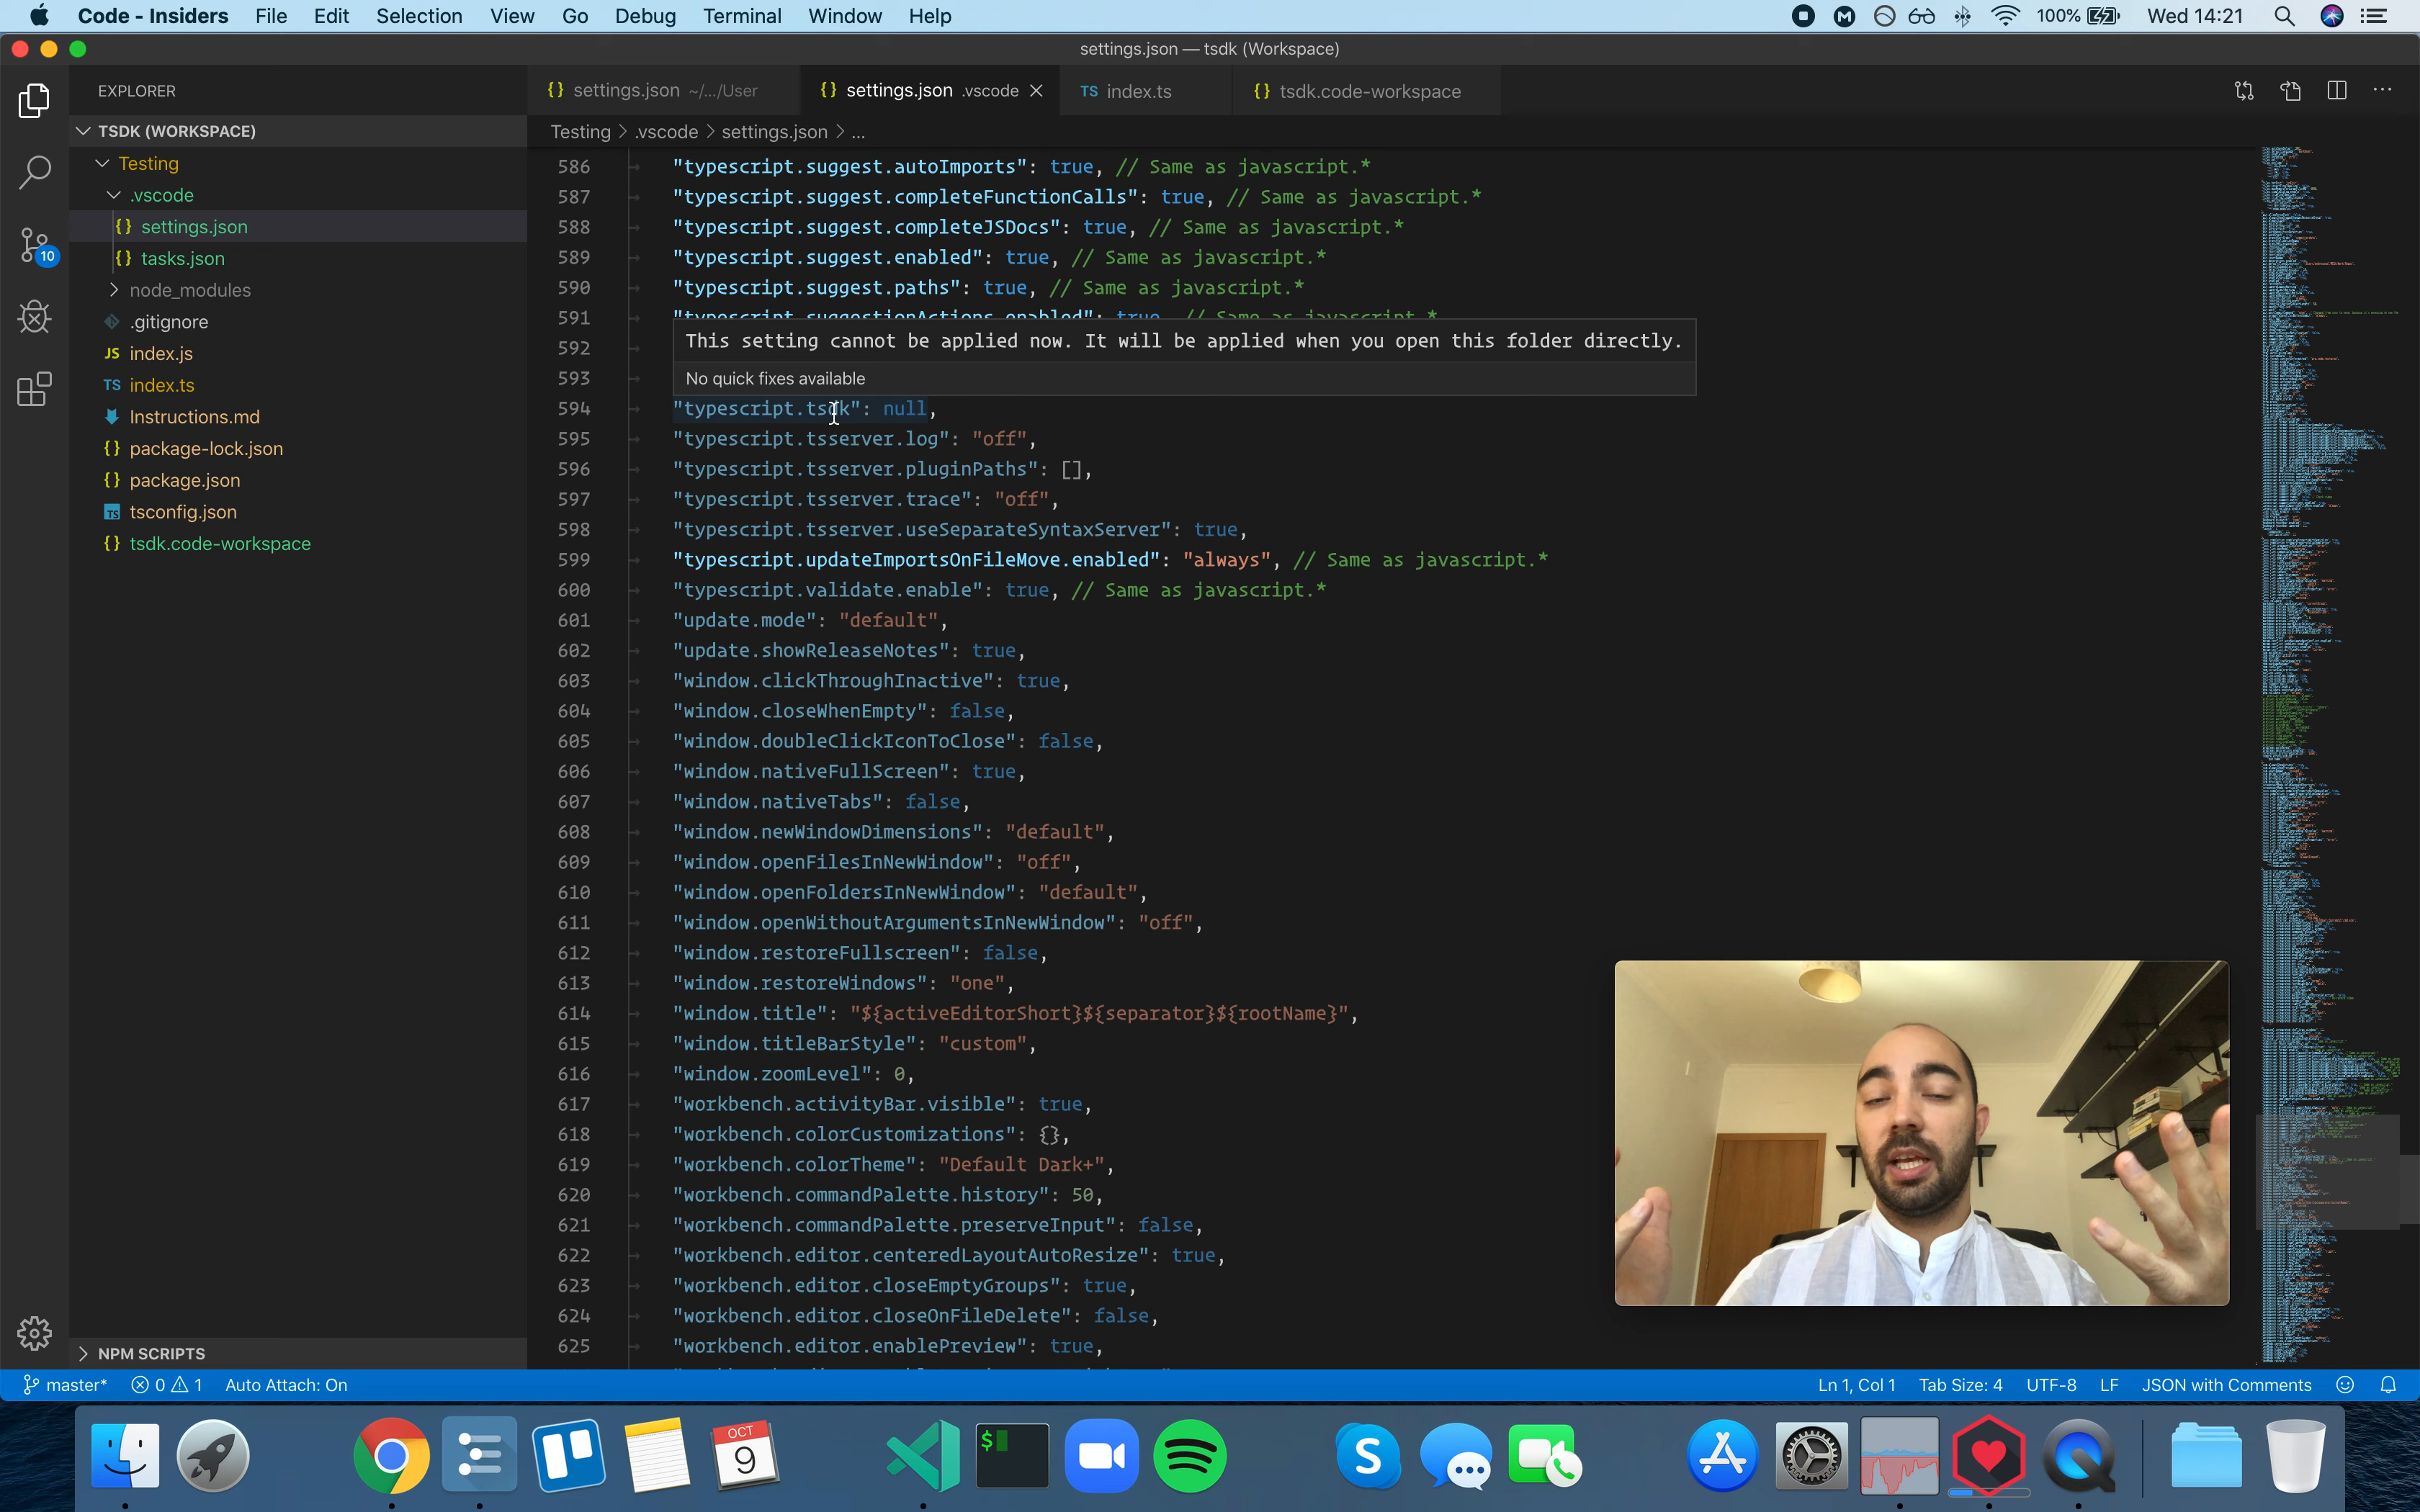 Code - Insiders File Edit Selection View Go Debug Terminal Window Help 100% Wed 14:21
settings.json — tsdk (Workspace)
EXPLORER
TSDK (WORKSPACE)
Testing
.vscode
{} settings.json
{} tasks.json
node_modules
.gitignore
JS index.js
TS index.ts
Instructions.md
{} package-lock.json
{} package.json
TS tsconfig.json
{} tsdk.code-workspace
NPM SCRIPTS
10
{} settings.json ~/.../User {} settings.json .vscode TS index.ts {} tsdk.code-workspace
Testing > .vscode > settings.json > ...
586 "typescript.suggest.autoImports": true, // Same as javascript.*
587 "typescript.suggest.completeFunctionCalls": true, // Same as javascript.*
588 "typescript.suggest.completeJSDocs": true, // Same as javascript.*
589 "typescript.suggest.enabled": true, // Same as javascript.*
590 "typescript.suggest.paths": true, // Same as javascript.*
591 "typescript.suggestionActions.enabled": true, // Same as javascript.*
This setting cannot be applied now. It will be applied when you open this folder directly.
592
593 No quick fixes available
594 "typescript.tsdk": null,
595 "typescript.tsserver.log": "off",
596 "typescript.tsserver.pluginPaths": [],
597 "typescript.tsserver.trace": "off",
598 "typescript.tsserver.useSeparateSyntaxServer": true,
599 "typescript.updateImportsOnFileMove.enabled": "always", // Same as javascript.*
600 "typescript.validate.enable": true, // Same as javascript.*
601 "update.mode": "default",
602 "update.showReleaseNotes": true,
603 "window.clickThroughInactive": true,
604 "window.closeWhenEmpty": false,
605 "window.doubleClickIconToClose": false,
606 "window.nativeFullScreen": true,
607 "window.nativeTabs": false,
608 "window.newWindowDimensions": "default",
609 "window.openFilesInNewWindow": "off",
610 "window.openFoldersInNewWindow": "default",
611 "window.openWithoutArgumentsInNewWindow": "off",
612 "window.restoreFullscreen": false,
613 "window.restoreWindows": "one",
614 "window.title": "${activeEditorShort}${separator}${rootName}",
615 "window.titleBarStyle": "custom",
616 "window.zoomLevel": 0,
617 "workbench.activityBar.visible": true,
618 "workbench.colorCustomizations": {},
619 "workbench.colorTheme": "Default Dark+",
620 "workbench.commandPalette.history": 50,
621 "workbench.commandPalette.preserveInput": false,
622 "workbench.editor.centeredLayoutAutoResize": true,
623 "workbench.editor.closeEmptyGroups": true,
624 "workbench.editor.closeOnFileDelete": false,
625 "workbench.editor.enablePreview": true,
master* 0 1 Auto Attach: On Ln 1, Col 1 Tab Size: 4 UTF-8 LF JSON with Comments
OCT
9
$
S